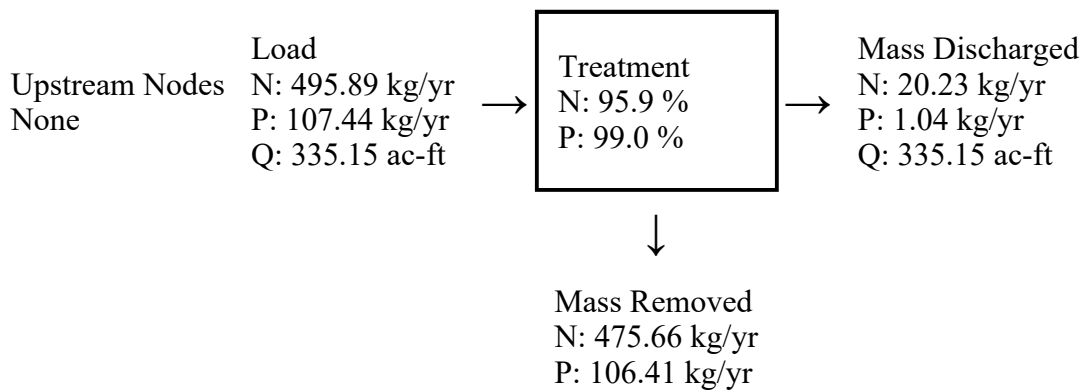 Upstream Nodes
None
Load
N: 495.89 kg/yr
P: 107.44 kg/yr
Q: 335.15 ac-ft
→
Treatment
N: 95.9 %
P: 99.0 %
→
Mass Discharged
N: 20.23 kg/yr
P: 1.04 kg/yr
Q: 335.15 ac-ft
↓
Mass Removed
N: 475.66 kg/yr
P: 106.41 kg/yr